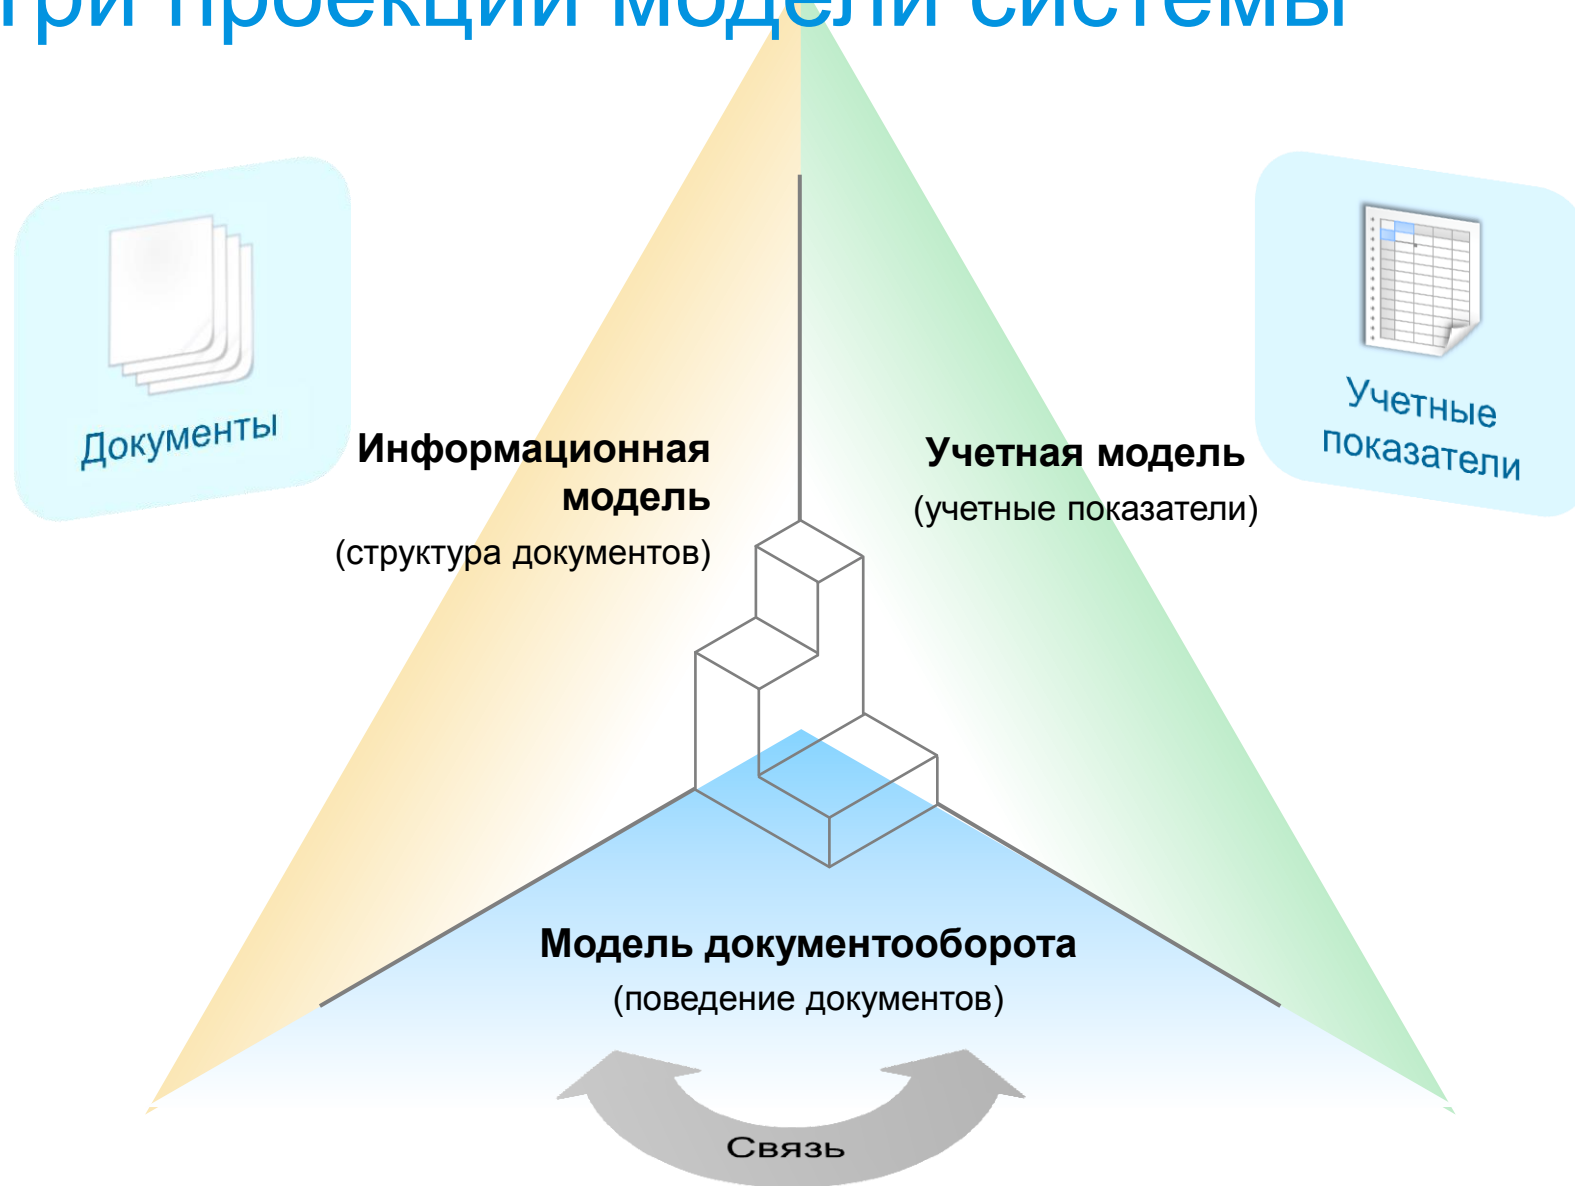 три проекции модели системы
Документы
Информационная
модель
(структура документов)
Учетная модель
(учетные показатели)
Учетные
показатели
Модель документооборота
(поведение документов)
Связь